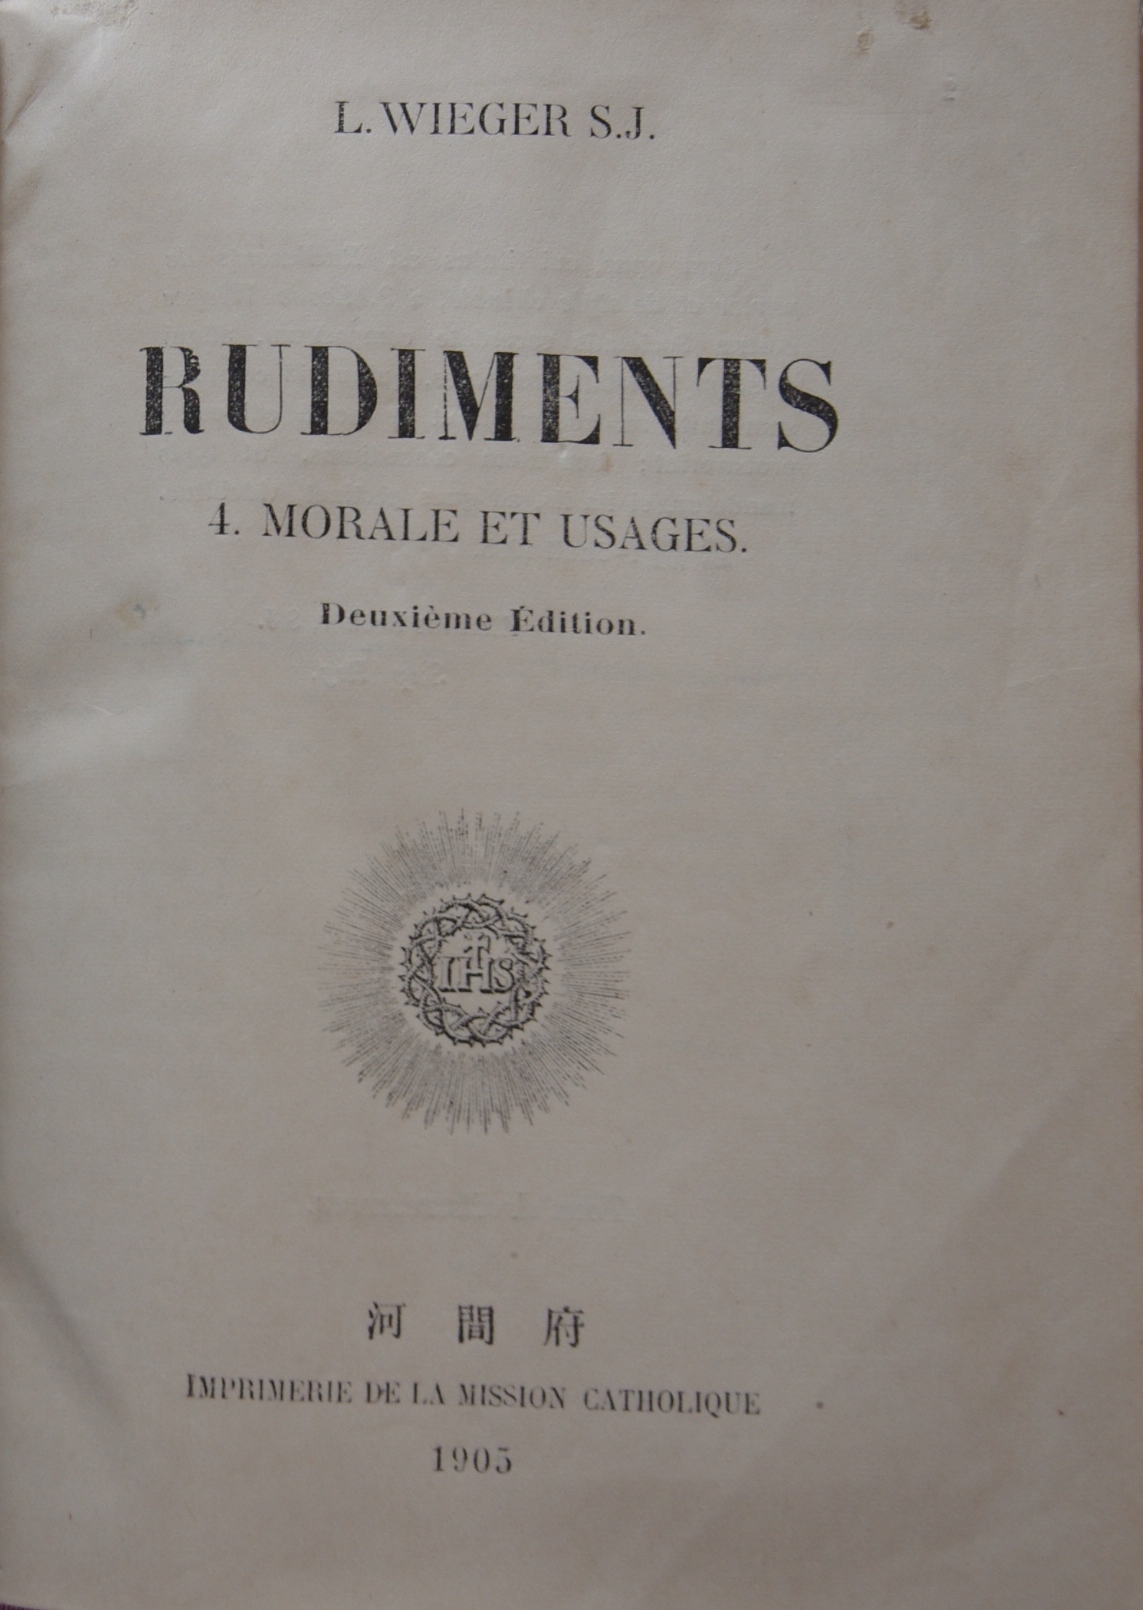 L. WIEGER S.J.
RUDIMENTS
4. MORALE ET USAGES.
Deuxième Édition.
IHS
河間府
IMPRIMERIE DE LA MISSION CATHOLIQUE
1905